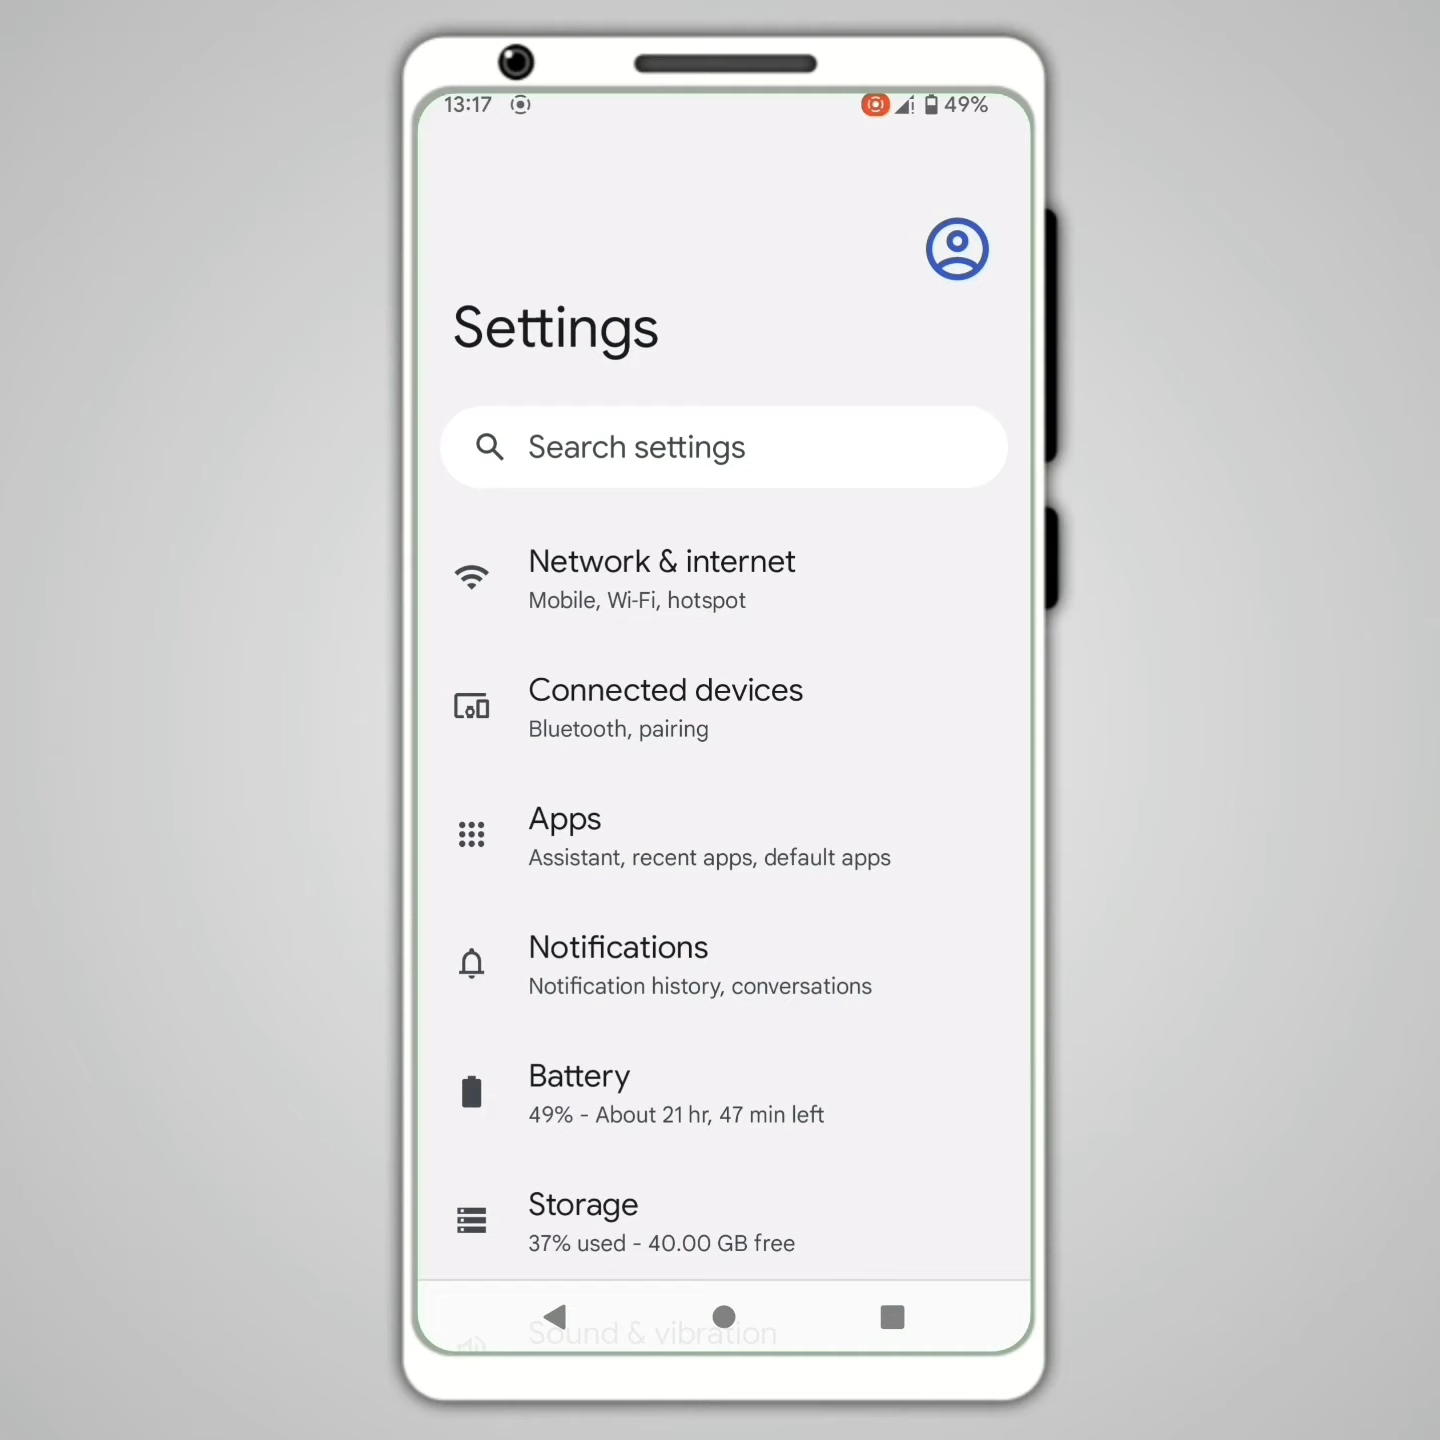 13:17
49%
Settings
Search settings
Network & internet
Mobile, Wi-Fi, hotspot
Connected devices
Bluetooth, pairing
Apps
Assistant, recent apps, default apps
Notifications
Notification history, conversations
Battery
49% - About 21 hr, 47 min left
Storage
37% used - 40.00 GB free
Sound & vibration